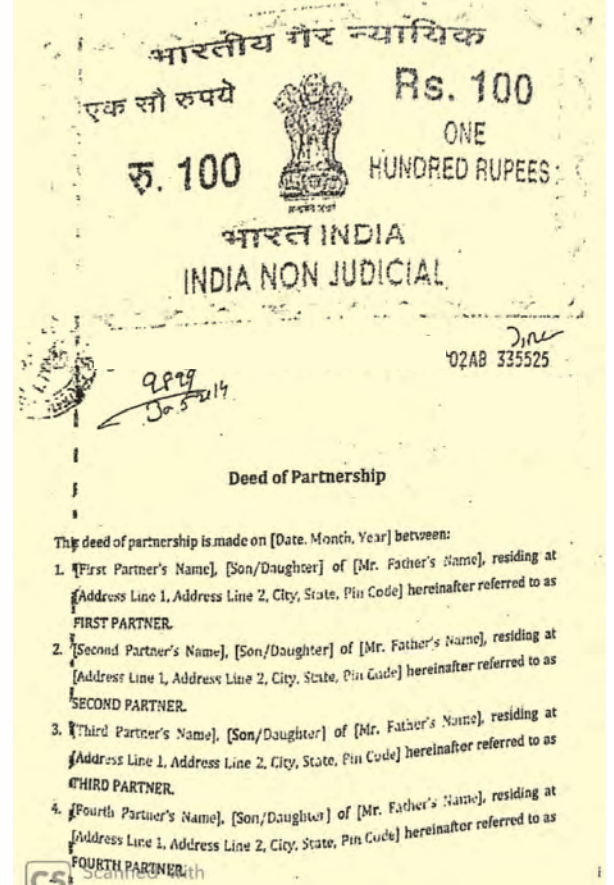 भारतीय गैर न्यायिक
एक सौ रुपये
Rs. 100
रु. 100
ONE
HUNDRED RUPEES
भारत INDIA
INDIA NON JUDICIAL
02AB 335525
Deed of Partnership
This deed of partnership is made on [Date, Month, Year] between:
1. [First Partner's Name], [Son/Daughter] of [Mr. Father's Name], residing at
[Address Line 1, Address Line 2, City, State, Pin Code] hereinafter referred to as
FIRST PARTNER.
2. [Second Partner's Name], [Son/Daughter] of [Mr. Father's Name], residing at
[Address Line 1, Address Line 2, City, State, Pin Code] hereinafter referred to as
SECOND PARTNER.
3. [Third Partner's Name], [Son/Daughter] of [Mr. Father's Name], residing at
[Address Line 1, Address Line 2, City, State, Pin Code] hereinafter referred to as
THIRD PARTNER.
4. [Fourth Partner's Name], [Son/Daughter] of [Mr. Father's Name], residing at
[Address Line 1, Address Line 2, City, State, Pin Code] hereinafter referred to as
FOURTH PARTNER.
CS Scanned with